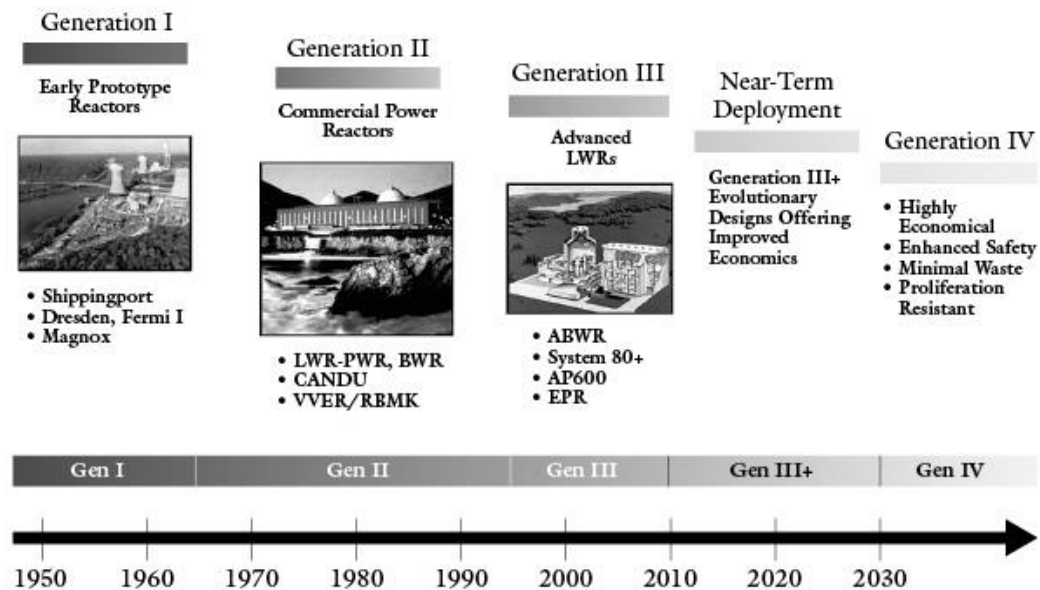 Generation I
Early Prototype
Reactors
• Shippingport
• Dresden, Fermi I
• Magnox
Generation II
Commercial Power
Reactors
• LWR-PWR, BWR
• CANDU
• VVER/RBMK
Generation III
Advanced
LWRs
• ABWR
• System 80+
• AP600
• EPR
Near-Term
Deployment
Generation III+
Evolutionary
Designs Offering
Improved
Economics
Generation IV
• Highly
Economical
• Enhanced Safety
• Minimal Waste
• Proliferation
Resistant
Gen I Gen II Gen III Gen III+ Gen IV
1950 1960 1970 1980 1990 2000 2010 2020 2030